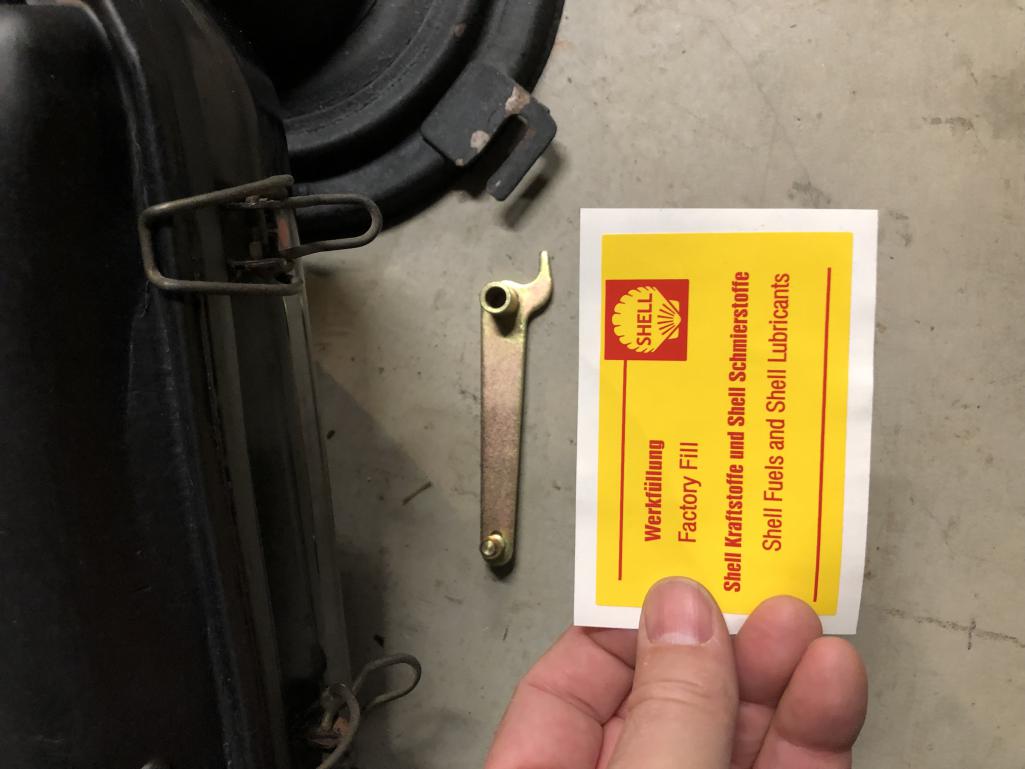 SHELL
Werkfüllung
Factory Fill
Shell Kraftstoffe und Shell Schmierstoffe
Shell Fuels and Shell Lubricants